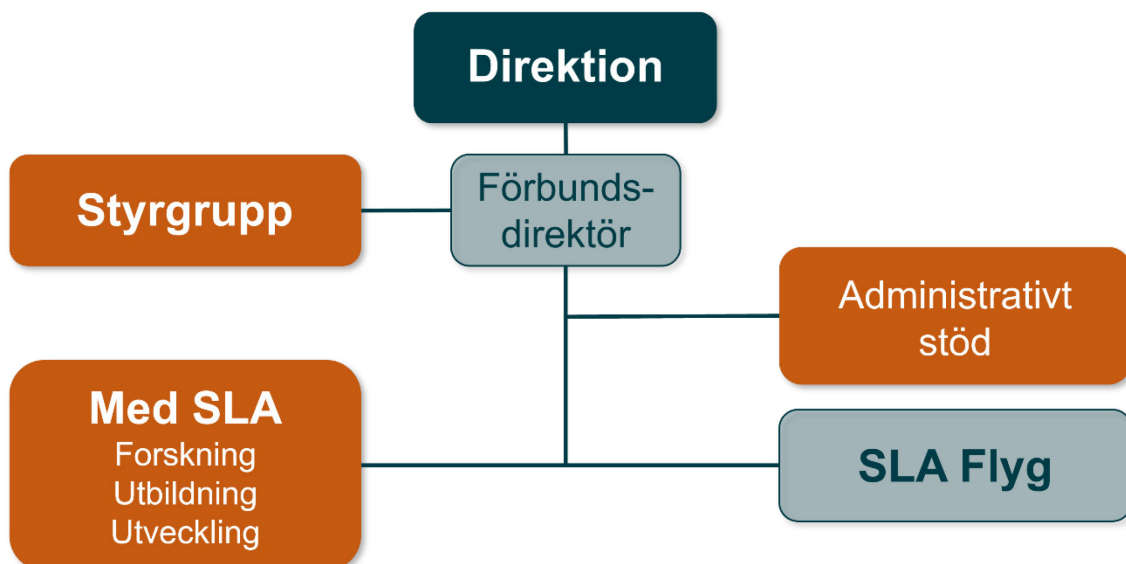 Direktion
Styrgrupp
Förbunds-
direktör
Administrativt
stöd
Med SLA
Forskning
Utbildning
Utveckling
SLA Flyg